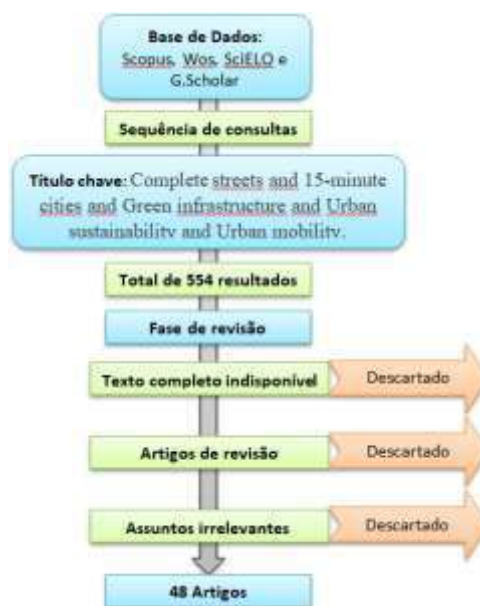 Base de Dados:
Scopus, Wos, SciELO e
G.Scholar
Sequência de consultas
Título chave: Complete streets and 15-minute
cities and Green infrastructure and Urban
sustainability and Urban mobility.
Total de 554 resultados
Fase de revisão
Texto completo indisponível
Descartado
Artigos de revisão
Descartado
Assuntos irrelevantes
Descartado
48 Artigos